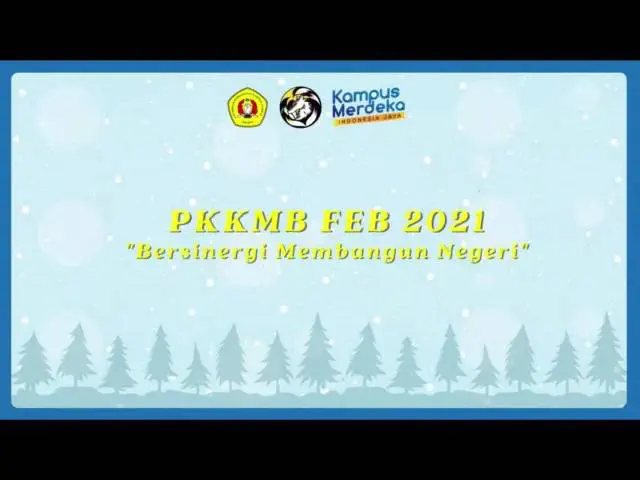 Kampus
Merdeka
INDONESIA JAYA
PKKMB FEB 2021
"Bersinergi Membangun Negeri"